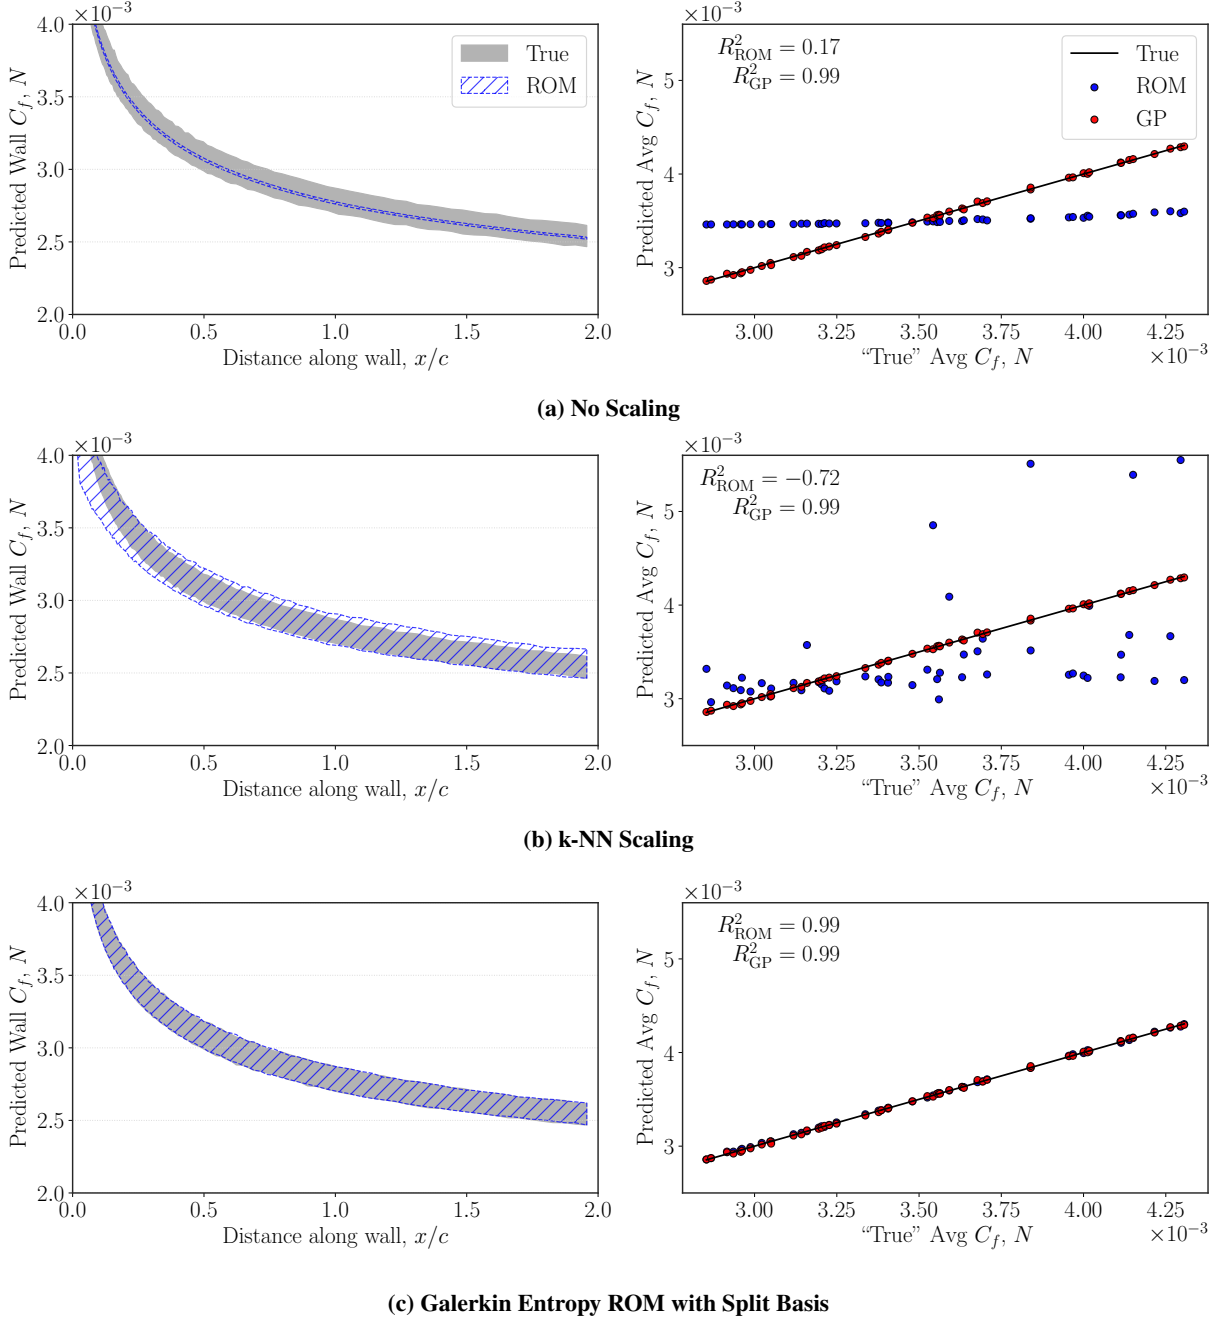 ×10⁻³
4.0
3.5
3.0
2.5
2.0
0.0 0.5 1.0 1.5 2.0
Predicted Wall C_f, N
Distance along wall, x/c
True
ROM
×10⁻³
R²_ROM = 0.17
R²_GP = 0.99
True
ROM
GP
5
4
3
3.00 3.25 3.50 3.75 4.00 4.25
×10⁻³
Predicted Avg C_f, N
“True” Avg C_f, N
(a) No Scaling
×10⁻³
4.0
3.5
3.0
2.5
2.0
0.0 0.5 1.0 1.5 2.0
Predicted Wall C_f, N
Distance along wall, x/c
×10⁻³
R²_ROM = −0.72
R²_GP = 0.99
5
4
3
3.00 3.25 3.50 3.75 4.00 4.25
×10⁻³
Predicted Avg C_f, N
“True” Avg C_f, N
(b) k-NN Scaling
×10⁻³
4.0
3.5
3.0
2.5
2.0
0.0 0.5 1.0 1.5 2.0
Predicted Wall C_f, N
Distance along wall, x/c
×10⁻³
R²_ROM = 0.99
R²_GP = 0.99
5
4
3
3.00 3.25 3.50 3.75 4.00 4.25
×10⁻³
Predicted Avg C_f, N
“True” Avg C_f, N
(c) Galerkin Entropy ROM with Split Basis